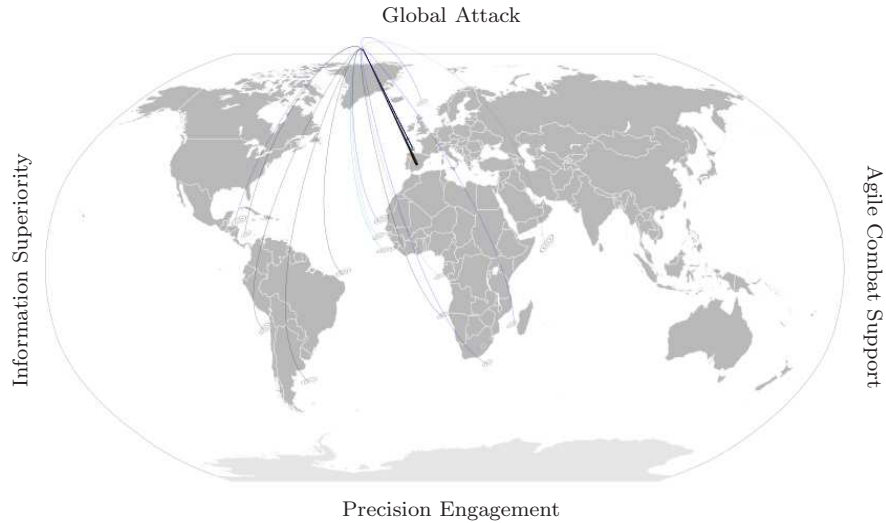 Global Attack
Information Superiority
Agile Combat Support
Precision Engagement